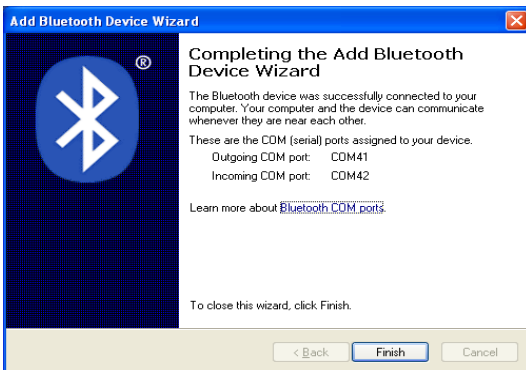 Add Bluetooth Device Wizard
®
Completing the Add Bluetooth
Device Wizard
The Bluetooth device was successfully connected to your
computer. Your computer and the device can communicate
whenever they are near each other.
These are the COM (serial) ports assigned to your device.
Outgoing COM port: COM41
Incoming COM port: COM42
Learn more about Bluetooth COM ports.
To close this wizard, click Finish.
< Back Finish Cancel